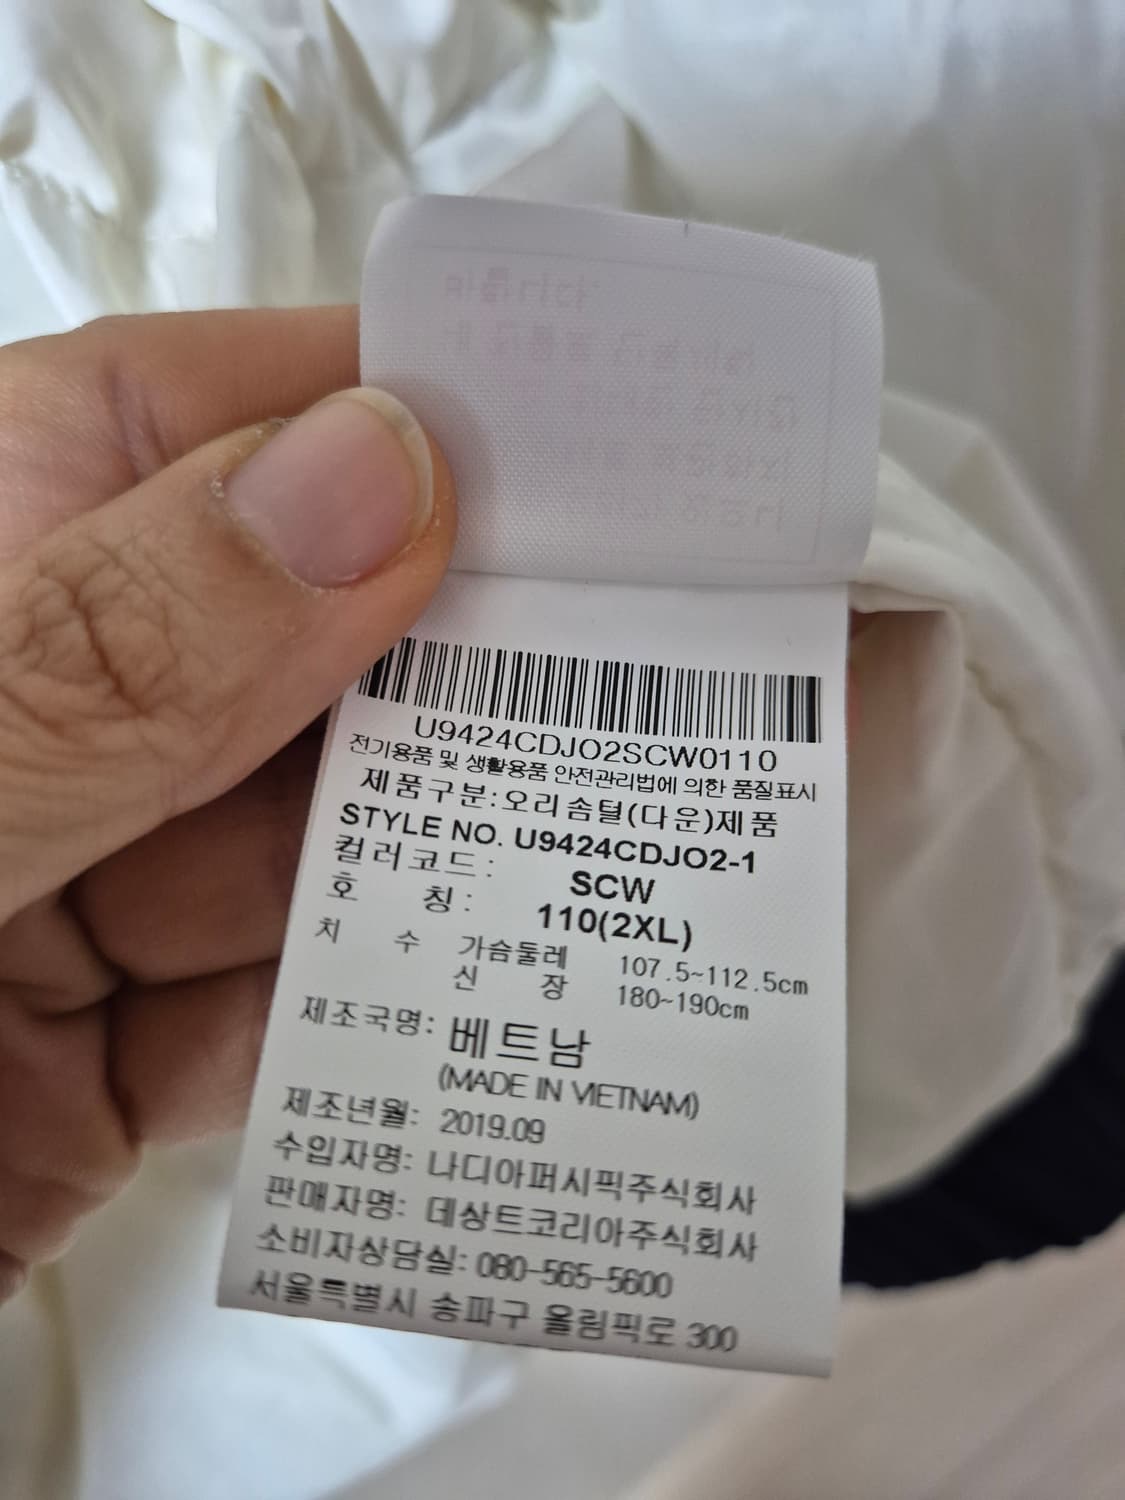 U9424CDJO2SCW0110
전기용품 및 생활용품 안전관리법에 의한 품질표시
제품구분:오리솜털(다운)제품
STYLE NO. U9424CDJO2-1
컬러코드: SCW
호 칭: 110(2XL)
치 수 가슴둘레 107.5~112.5cm
신 장 180~190cm
제조국명: 베트남
(MADE IN VIETNAM)
제조년월: 2019.09
수입자명: 나디아퍼시픽주식회사
판매자명: 데상트코리아주식회사
소비자상담실: 080-565-5600
서울특별시 송파구 올림픽로 300